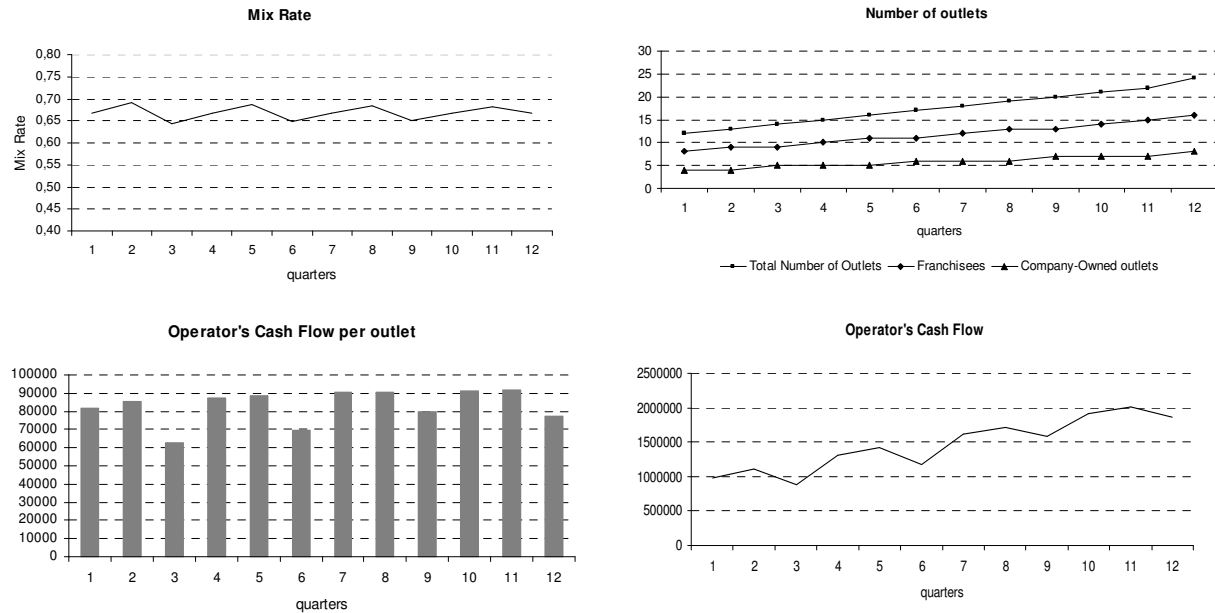 Mix Rate
0,80
0,75
0,70
0,65
0,60
0,55
0,50
0,45
0,40
Mix Rate
1 2 3 4 5 6 7 8 9 10 11 12
quarters
Number of outlets
30
25
20
15
10
5
0
1 2 3 4 5 6 7 8 9 10 11 12
quarters
Total Number of Outlets Franchisees Company-Owned outlets
Operator's Cash Flow per outlet
100000
90000
80000
70000
60000
50000
40000
30000
20000
10000
0
1 2 3 4 5 6 7 8 9 10 11 12
quarters
Operator's Cash Flow
2500000
2000000
1500000
1000000
500000
0
1 2 3 4 5 6 7 8 9 10 11 12
quarters